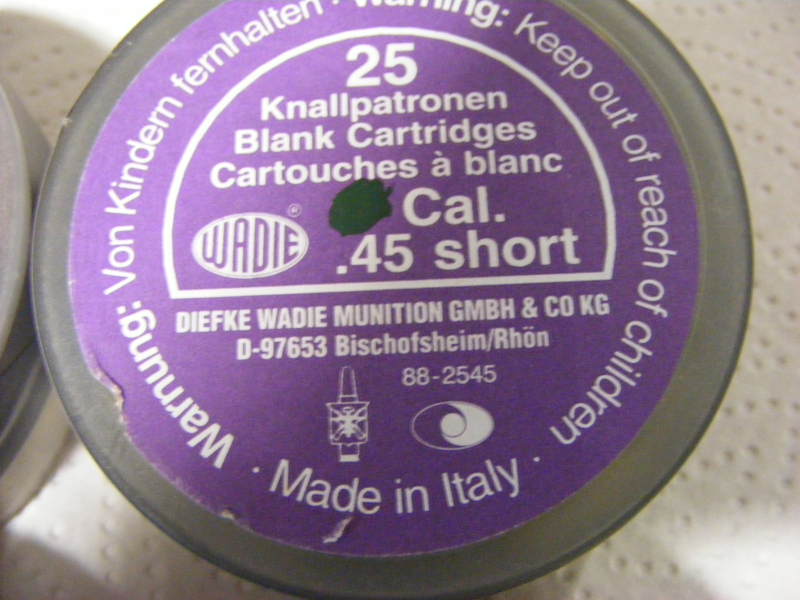 Warnung: Von Kindern fernhalten · Warning: Keep out of reach of children
25
Knallpatronen
Blank Cartridges
Cartouches à blanc
WADIE ®
Cal.
.45 short
DIEFKE WADIE MUNITION GMBH & CO KG
D-97653 Bischofsheim/Rhön
88-2545
· Made in Italy ·